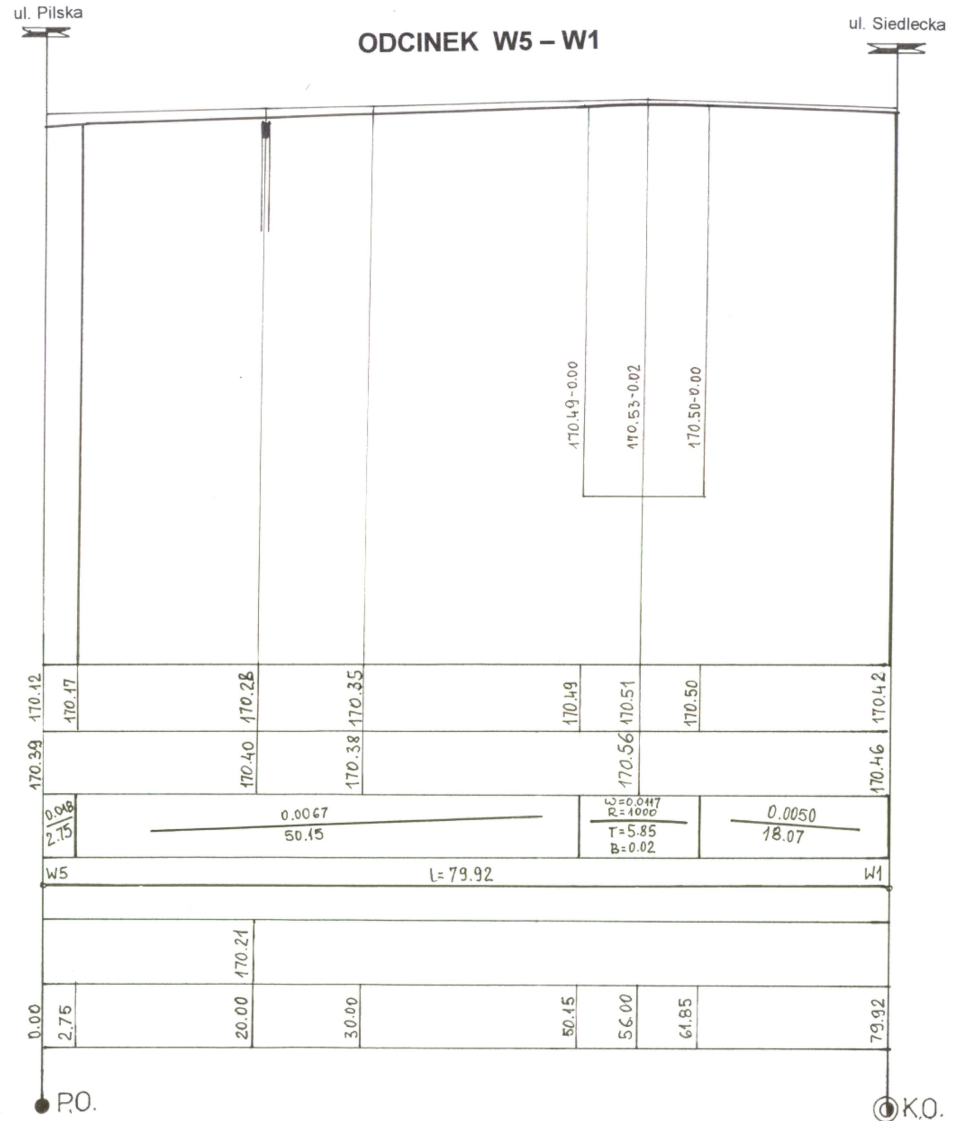 ul. Pilska
ul. Siedlecka
ODCINEK W5 – W1
170.49-0.00
170.53-0.02
170.50-0.00
170.12
170.17
170.28
170.35
170.49
170.51
170.50
170.42
170.39
170.40
170.38
170.56
170.46
0.018
2.75
0.0067
50.15
ω=0.0117
R=1000
T=5.85
B=0.02
0.0050
18.07
W5
l=79.92
W1
170.21
0.00
2,75
20.00
30.00
50.15
56.00
61.85
79.92
P.O.
K.O.